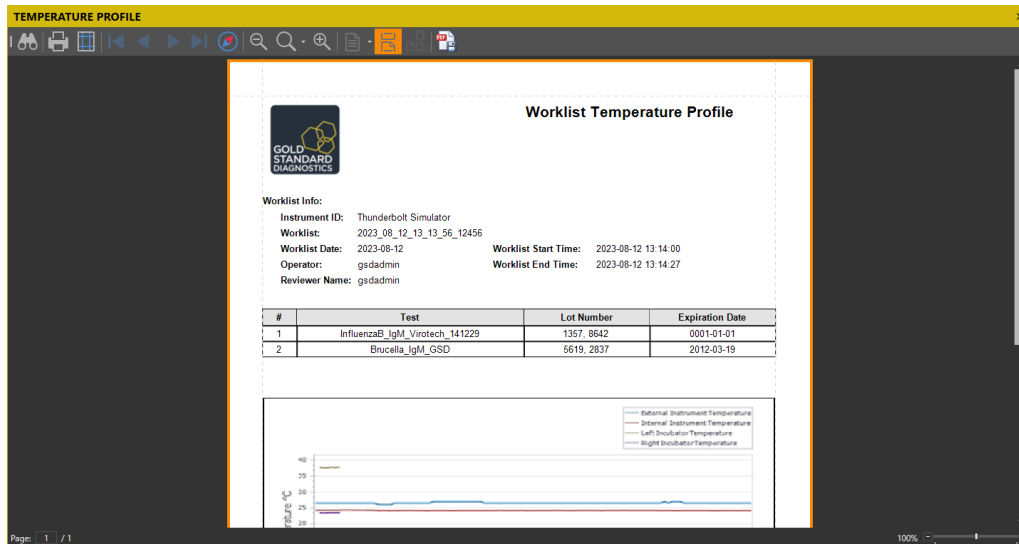 TEMPERATURE PROFILE
PDF
Worklist Temperature Profile
GOLD
STANDARD
DIAGNOSTICS
Worklist Info:
Instrument ID: Thunderbolt Simulator
Worklist: 2023_08_12_13_13_56_12456
Worklist Date: 2023-08-12 Worklist Start Time: 2023-08-12 13:14:00
Operator: gsdadmin Worklist End Time: 2023-08-12 13:14:27
Reviewer Name: gsdadmin
# Test Lot Number Expiration Date
1 InfluenzaB_IgM_Virotech_141229 1357, 8642 0001-01-01
2 Brucella_IgM_GSD 5619, 2837 2012-03-19
External Instrument Temperature
Internal Instrument Temperature
Left Incubator Temperature
Right Incubator Temperature
40
35
30
25
20
°C
Page: 1 / 1 100%